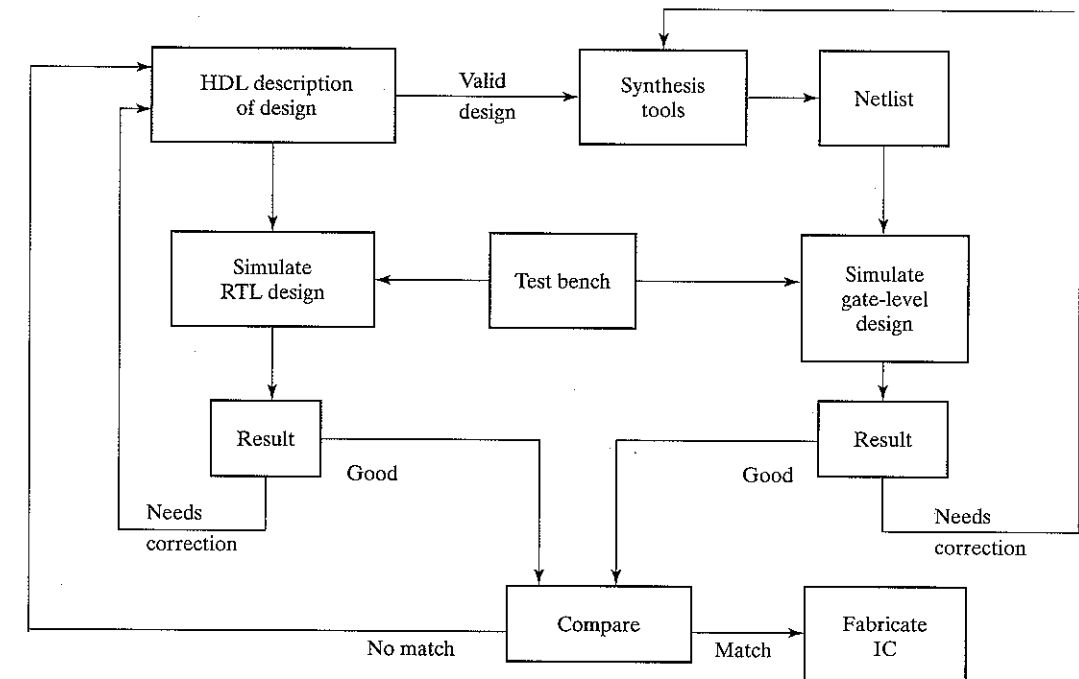 HDL description
of design
Valid
design
Synthesis
tools
Netlist
Simulate
RTL design
Test bench
Simulate
gate-level
design
Result
Good
Needs
correction
Result
Good
Needs
correction
Compare
No match
Match
Fabricate
IC